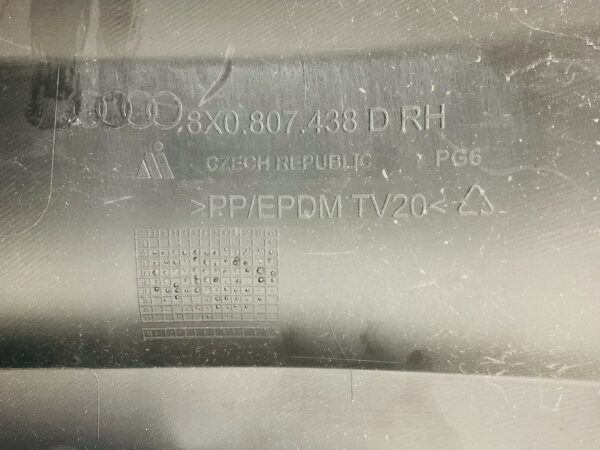 8X0.807.438 D RH
CZECH REPUBLIC PG6
>PP/EPDM TV20<